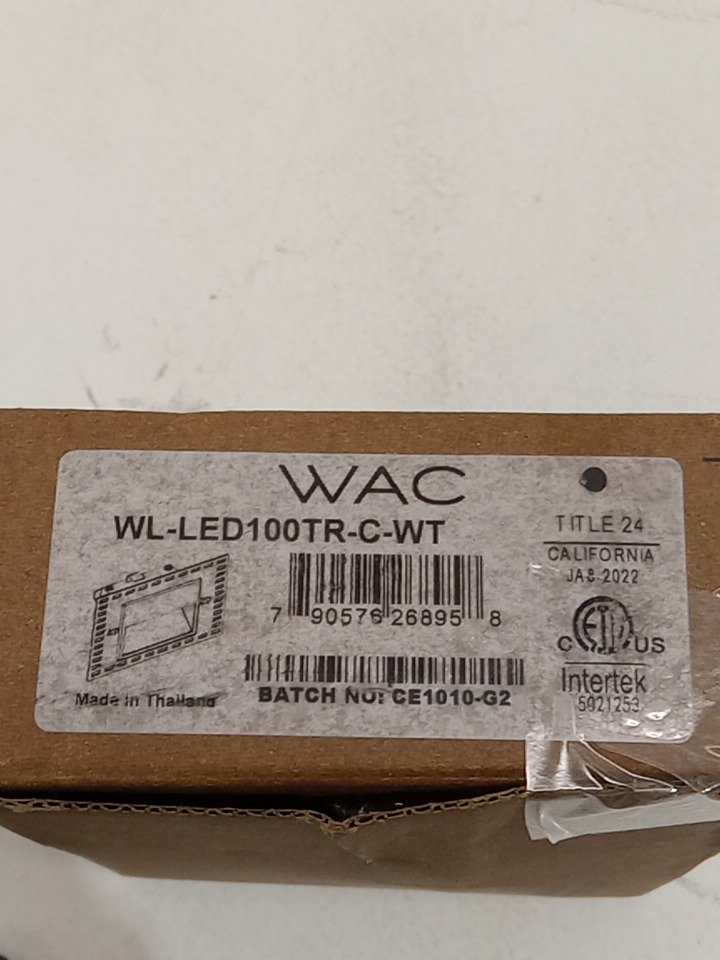 WAC
WL-LED100TR-C-WT
7 90576 26895 8
BATCH NO: CE1010-G2
Made in Thailand
TITLE 24
CALIFORNIA
JA8-2022
C ETL US
Intertek
5021253